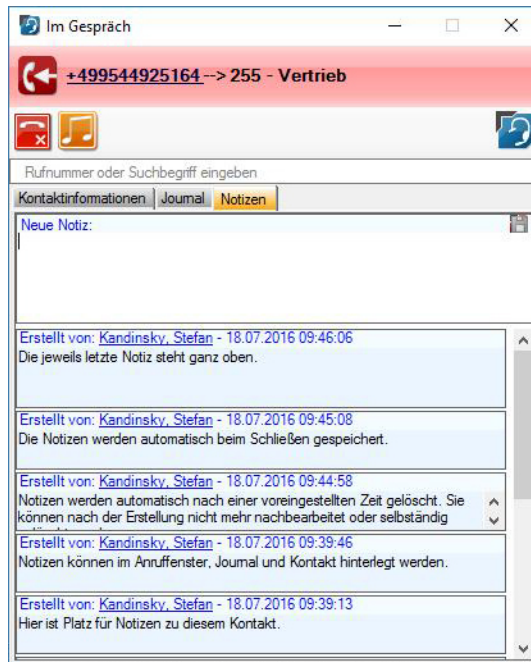 Im Gespräch
+499544925164 --> 255 - Vertrieb
Rufnummer oder Suchbegriff eingeben
Kontaktinformationen Journal Notizen
Neue Notiz:
Erstellt von: Kandinsky, Stefan - 18.07.2016 09:46:06
Die jeweils letzte Notiz steht ganz oben.
Erstellt von: Kandinsky, Stefan - 18.07.2016 09:45:08
Die Notizen werden automatisch beim Schließen gespeichert.
Erstellt von: Kandinsky, Stefan - 18.07.2016 09:44:58
Notizen werden automatisch nach einer voreingestellten Zeit gelöscht. Sie
können nach der Erstellung nicht mehr nachbearbeitet oder selbständig
Erstellt von: Kandinsky, Stefan - 18.07.2016 09:39:46
Notizen können im Anruffenster, Journal und Kontakt hinterlegt werden.
Erstellt von: Kandinsky, Stefan - 18.07.2016 09:39:13
Hier ist Platz für Notizen zu diesem Kontakt.